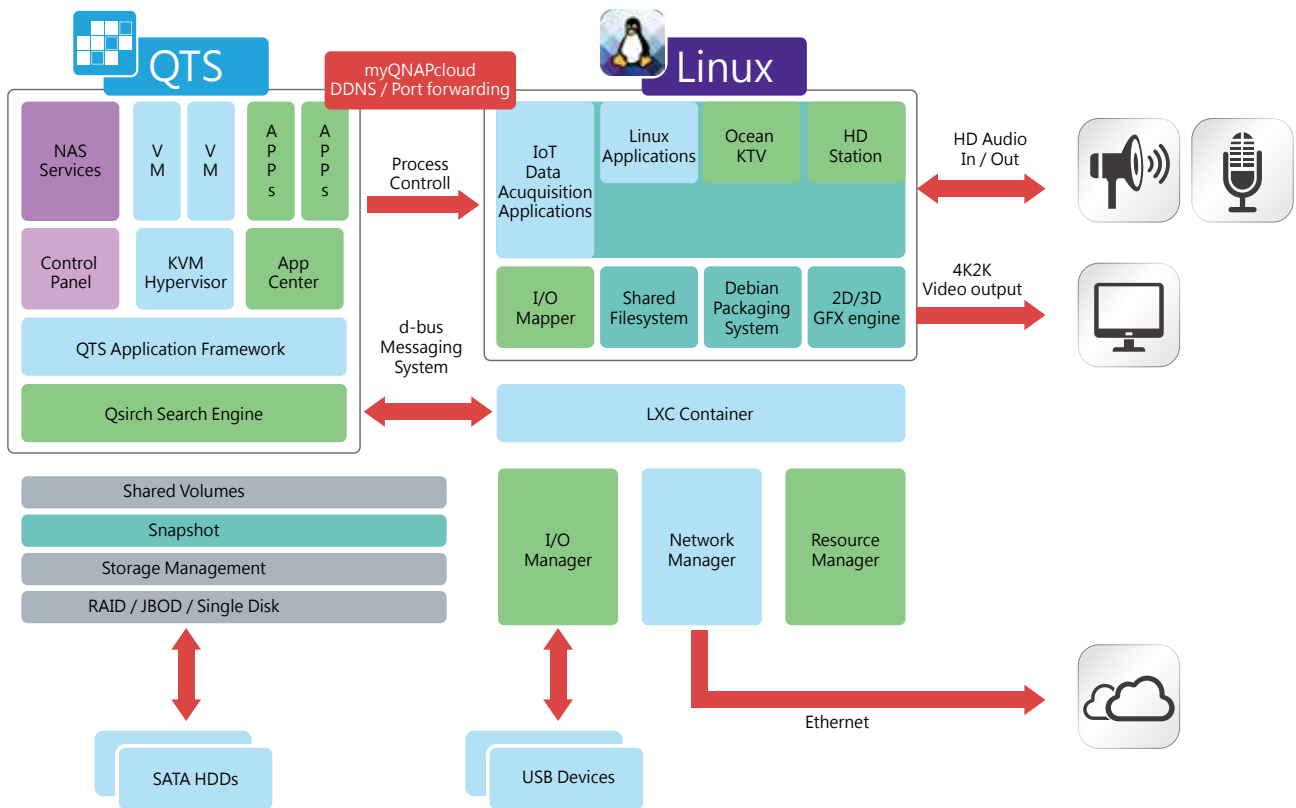 QTS
myQNAPcloud
DDNS / Port forwarding
Linux
NAS
Services
V
M
V
M
A
P
P
s
A
P
P
s
Control
Panel
KVM
Hypervisor
App
Center
QTS Application Framework
Qsirch Search Engine
Process
Controll
d-bus
Messaging
System
IoT
Data
Acuquisition
Applications
Linux
Applications
Ocean
KTV
HD
Station
I/O
Mapper
Shared
Filesystem
Debian
Packaging
System
2D/3D
GFX engine
HD Audio
In / Out
4K2K
Video output
LXC Container
Shared Volumes
Snapshot
Storage Management
RAID / JBOD / Single Disk
I/O
Manager
Network
Manager
Resource
Manager
Ethernet
SATA HDDs
USB Devices